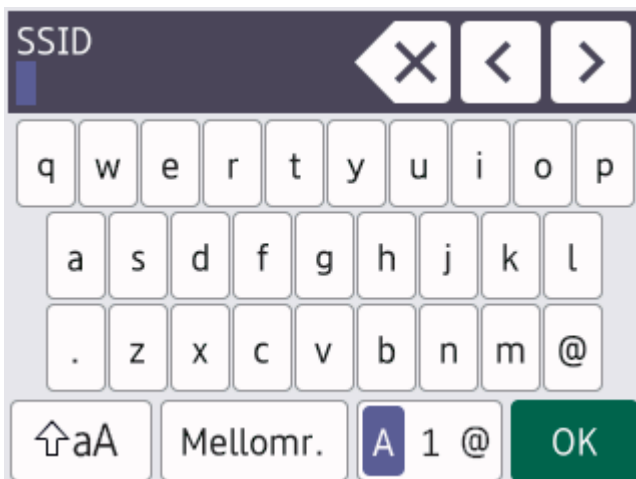 SSID
q w e r t y u i o p
a s d f g h j k l
. z x c v b n m @
aA Mellomr. A 1 @ OK